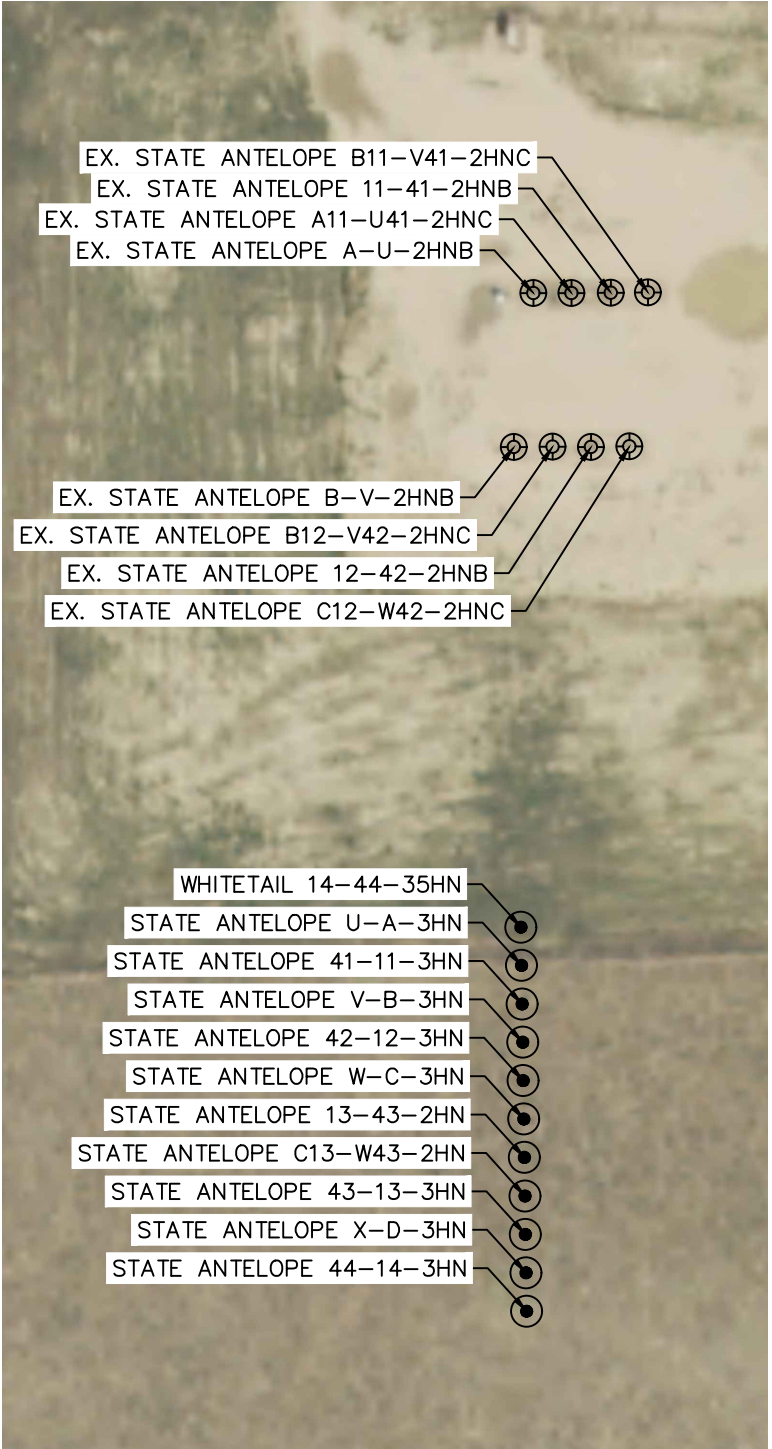 EX. STATE ANTELOPE B11-V41-2HNC
EX. STATE ANTELOPE 11-41-2HNB
EX. STATE ANTELOPE A11-U41-2HNC
EX. STATE ANTELOPE A-U-2HNB
EX. STATE ANTELOPE B-V-2HNB
EX. STATE ANTELOPE B12-V42-2HNC
EX. STATE ANTELOPE 12-42-2HNB
EX. STATE ANTELOPE C12-W42-2HNC
WHITETAIL 14-44-35HN
STATE ANTELOPE U-A-3HN
STATE ANTELOPE 41-11-3HN
STATE ANTELOPE V-B-3HN
STATE ANTELOPE 42-12-3HN
STATE ANTELOPE W-C-3HN
STATE ANTELOPE 13-43-2HN
STATE ANTELOPE C13-W43-2HN
STATE ANTELOPE 43-13-3HN
STATE ANTELOPE X-D-3HN
STATE ANTELOPE 44-14-3HN